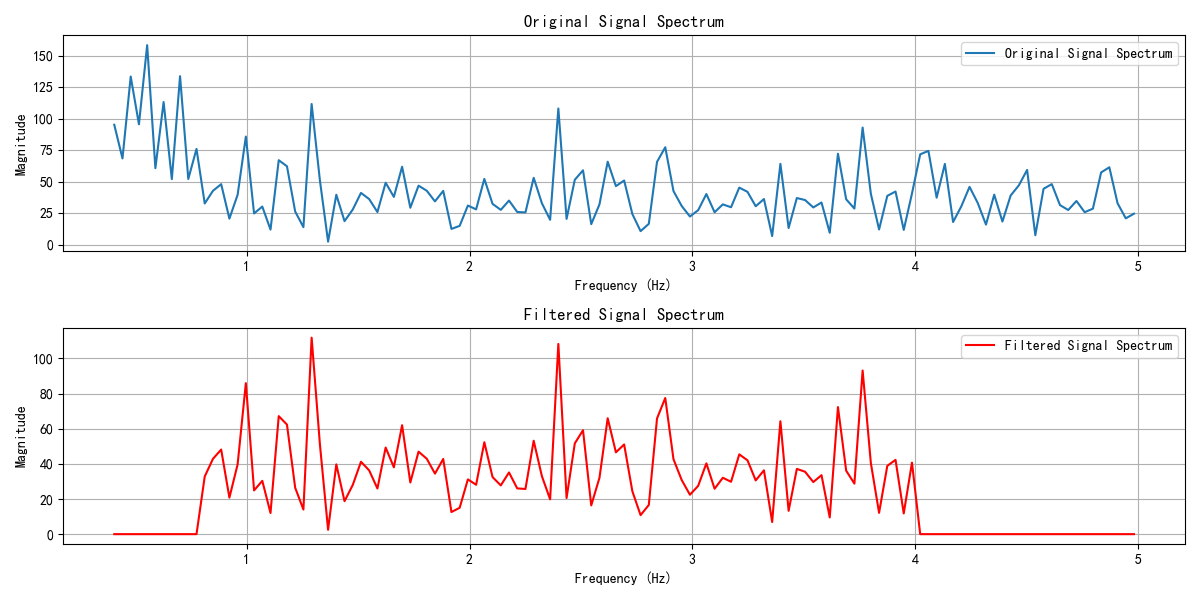 Original Signal Spectrum
Original Signal Spectrum
150
125
100
75
50
25
0
Magnitude
1 2 3 4 5
Frequency (Hz)
Filtered Signal Spectrum
Filtered Signal Spectrum
100
80
60
40
20
0
Magnitude
1 2 3 4 5
Frequency (Hz)